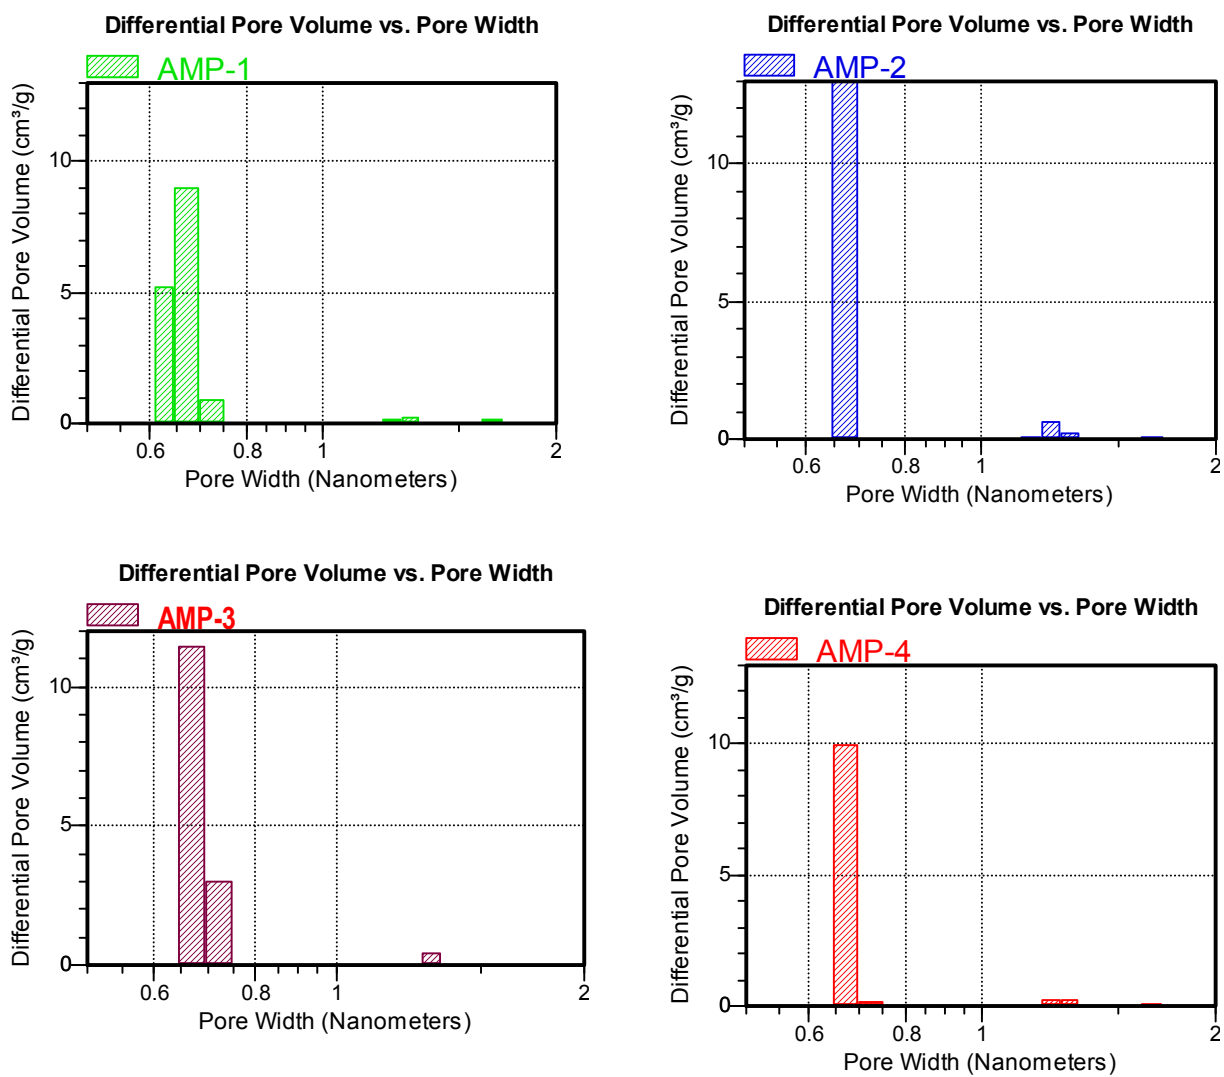 Differential Pore Volume vs. Pore Width
AMP-1
Differential Pore Volume (cm³/g)
10
5
0
0.6 0.8 1 2
Pore Width (Nanometers)
Differential Pore Volume vs. Pore Width
AMP-2
Differential Pore Volume (cm³/g)
10
5
0
0.6 0.8 1 2
Pore Width (Nanometers)
Differential Pore Volume vs. Pore Width
AMP-3
Differential Pore Volume (cm³/g)
10
5
0
0.6 0.8 1 2
Pore Width (Nanometers)
Differential Pore Volume vs. Pore Width
AMP-4
Differential Pore Volume (cm³/g)
10
5
0
0.6 0.8 1 2
Pore Width (Nanometers)